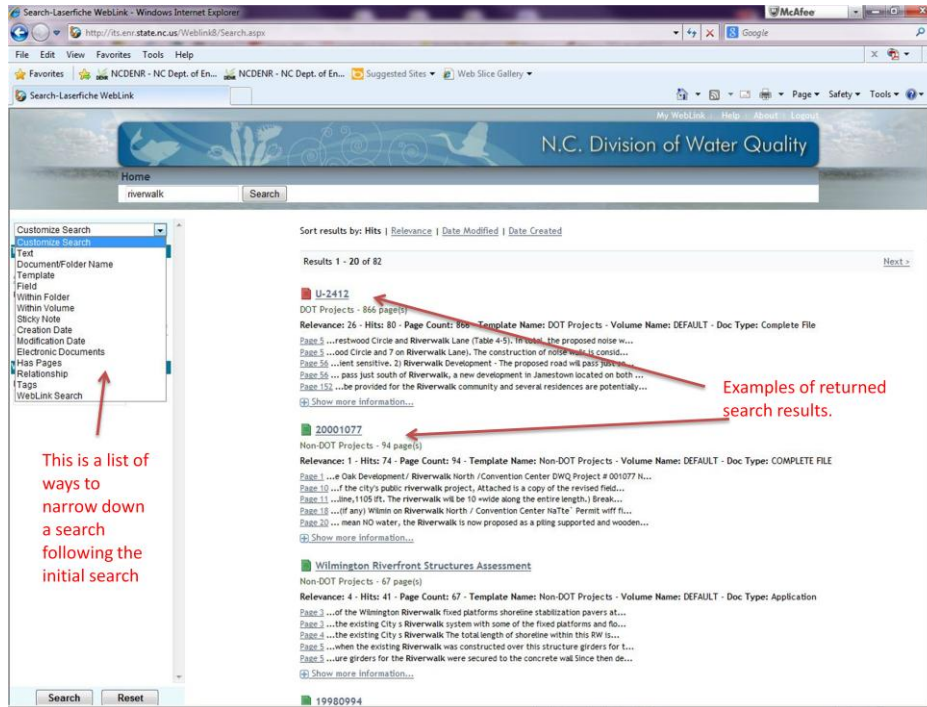 Search-Laserfiche WebLink - Windows Internet Explorer
McAfee
http://its.enr.state.nc.us/Weblink8/Search.aspx
Google
File Edit View Favorites Tools Help
Favorites NCDENR - NC Dept. of En... NCDENR - NC Dept. of En... Suggested Sites Web Slice Gallery
Search-Laserfiche WebLink
Page Safety Tools
My WebLink Help About Logout
N.C. Division of Water Quality
Home
riverwalk Search
Customize Search
Customize Search
Text
Document/Folder Name
Template
Field
Within Folder
Within Volume
Sticky Note
Creation Date
Modification Date
Electronic Documents
Has Pages
Relationship
Tags
WebLink Search
This is a list of
ways to
narrow down
a search
following the
initial search
Search Reset
Sort results by: Hits | Relevance | Date Modified | Date Created
Results 1 - 20 of 82 Next >
U-2412
DOT Projects - 866 page(s)
Relevance: 26 - Hits: 80 - Page Count: 866 - Template Name: DOT Projects - Volume Name: DEFAULT - Doc Type: Complete File
Page 5 ...restwood Circle and Riverwalk Lane (Table 4-5). In total, the proposed noise w...
Page 5 ...ood Circle and 7 on Riverwalk Lane). The construction of noise walls is consid...
Page 56 ...ient sensitive. 2) Riverwalk Development - The proposed road will pass just so...
Page 56 ... pass just south of Riverwalk, a new development in Jamestown located on both ...
Page 152 ...be provided for the Riverwalk community and several residences are potentially...
Show more information...
Examples of returned
search results.
20001077
Non-DOT Projects - 94 page(s)
Relevance: 1 - Hits: 74 - Page Count: 94 - Template Name: Non-DOT Projects - Volume Name: DEFAULT - Doc Type: COMPLETE FILE
Page 1 ...e Oak Development/ Riverwalk North /Convention Center DWQ Project # 001077 N...
Page 10 ...f the city's public riverwalk project, Attached is a copy of the revised field...
Page 11 ...line,1105 ift. The riverwalk will be 10 «wide along the entire length.) Break...
Page 18 ...(if any) Wilmin on Riverwalk North / Convention Center NaTte` Permit wiff fi...
Page 20 ... mean NO water, the Riverwalk is now proposed as a pling supported and wooden...
Show more information...
Wilmington Riverfront Structures Assessment
Non-DOT Projects - 67 page(s)
Relevance: 4 - Hits: 41 - Page Count: 67 - Template Name: Non-DOT Projects - Volume Name: DEFAULT - Doc Type: Application
Page 3 ...of the Wilmington Riverwalk fixed platforms shoreline stabilization pavers at...
Page 3 ...the existing City s Riverwalk system with some of the fixed platforms and flo...
Page 4 ...the existing City s Riverwalk The total length of shoreline within this RW is...
Page 5 ...when the existing Riverwalk was constructed over this structure girders for t...
Page 5 ...ure girders for the Riverwalk were secured to the concrete wal Since then de...
Show more information...
19980994